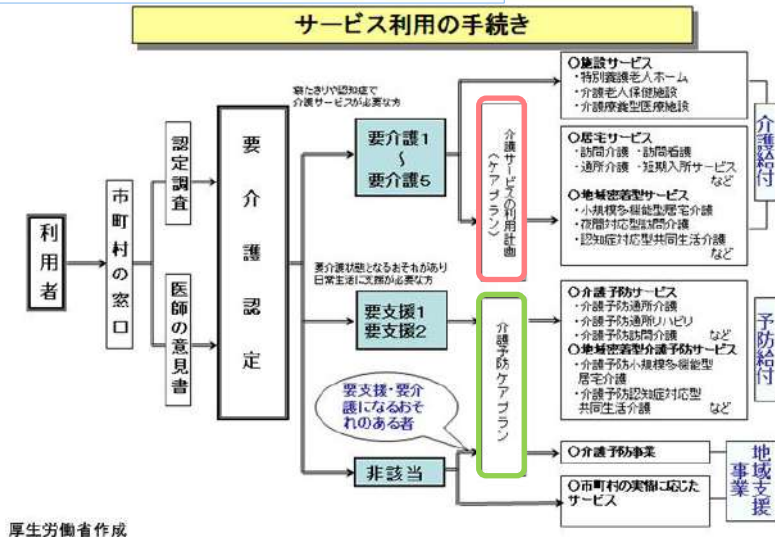 サービス利用の手続き
利用者
市町村の窓口
認定調査
医師の意見書
要介護認定
寝たきりや認知症で
介護サービスが必要な方
要介護1
～
要介護5
介護サービスの利用計画
(ケアプラン)
○施設サービス
・特別養護老人ホーム
・介護老人保健施設
・介護療養型医療施設
○居宅サービス
・訪問介護 ・訪問看護
・通所介護 ・短期入所サービス
など
○地域密着型サービス
・小規模多機能型居宅介護
・夜間対応型訪問介護
・認知症対応型共同生活介護
など
介護給付
要介護状態となるおそれがあり
日常生活に支援が必要な方
要支援1
要支援2
介護予防ケアプラン
○介護予防サービス
・介護予防通所介護
・介護予防通所リハビリ
・介護予防訪問介護 など
○地域密着型介護予防サービス
・介護予防小規模多機能型
居宅介護
・介護予防認知症対応型
共同生活介護 など
予防給付
要支援・要介
護になるおそ
れのある者
非該当
○介護予防事業
○市町村の実情に応じた
サービス
地域支援
事業
厚生労働省作成